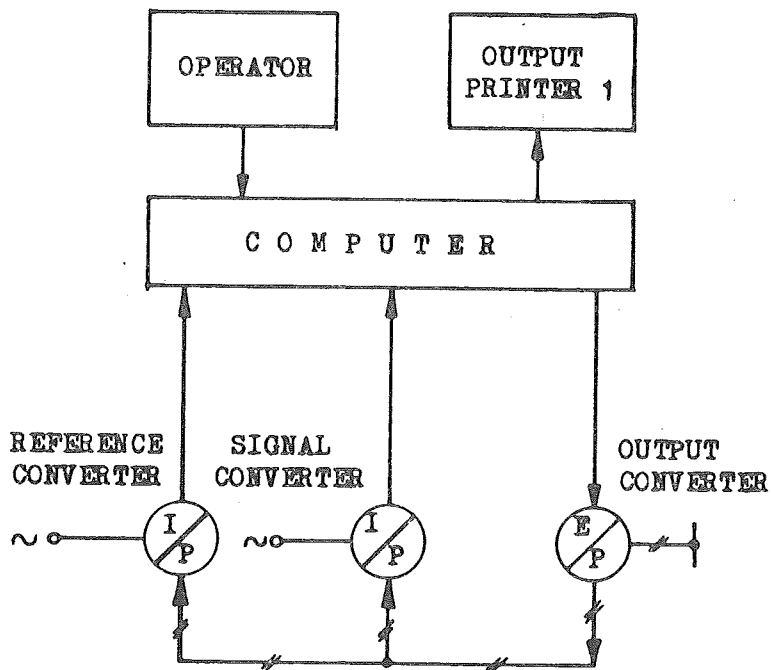 OPERATOR
OUTPUT
PRINTER 1
COMPUTER
REFERENCE
CONVERTER
SIGNAL
CONVERTER
OUTPUT
CONVERTER
~
I
P
~
I
P
E
P